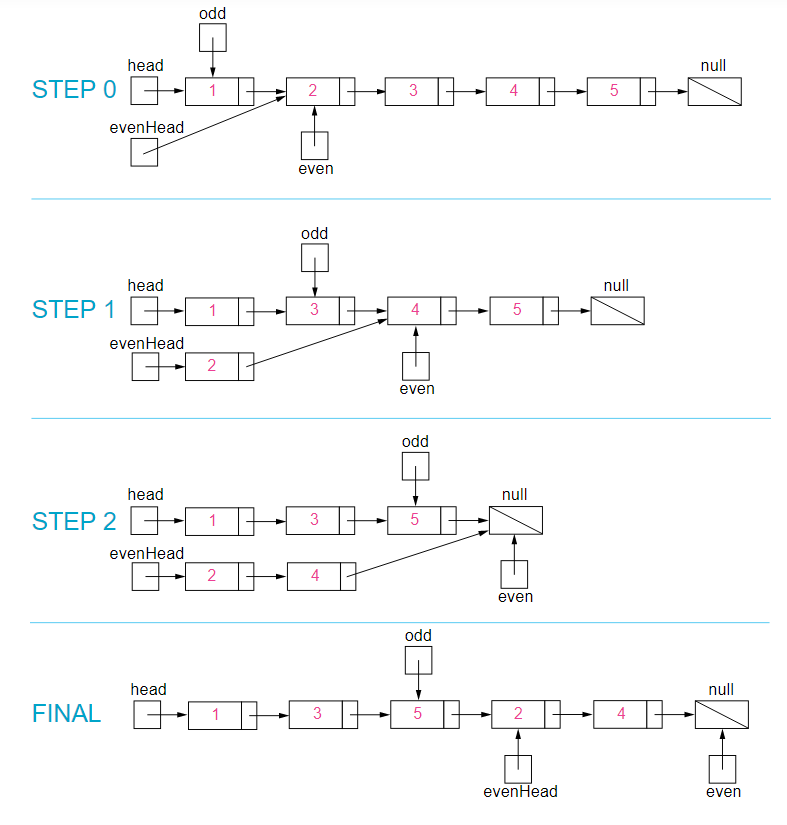 odd
head
null
STEP 0
1
2
3
4
5
evenHead
even
odd
head
null
STEP 1
1
3
4
5
evenHead
2
even
odd
head
null
STEP 2
1
3
5
evenHead
2
4
even
odd
head
null
FINAL
1
3
5
2
4
evenHead
even